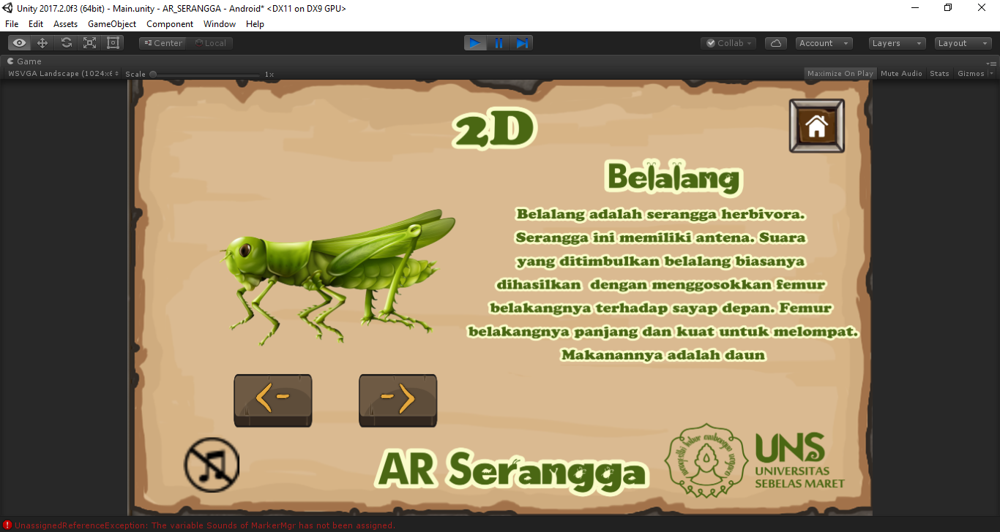 Unity 2017.2.0f3 (64bit) - Main.unity - AR_SERANGGA - Android* <DX11 on DX9 GPU>
File Edit Assets GameObject Component Window Help
Center Local Collab Account Layers Layout
Game
WSVGA Landscape (1024x6 Scale 1x Maximize On Play Mute Audio Stats Gizmos
2D
Belalang
Belalang adalah serangga herbivora.
Serangga ini memiliki antena. Suara
yang ditimbulkan belalang biasanya
dihasilkan dengan menggosokkan femur
belakangnya terhadap sayap depan. Femur
belakangnya panjang dan kuat untuk melompat.
Makanannya adalah daun
<-
->
AR Serangga
UNS
UNIVERSITAS
SEBELAS MARET
UnassignedReferenceException: The variable Sounds of MarkerMgr has not been assigned.